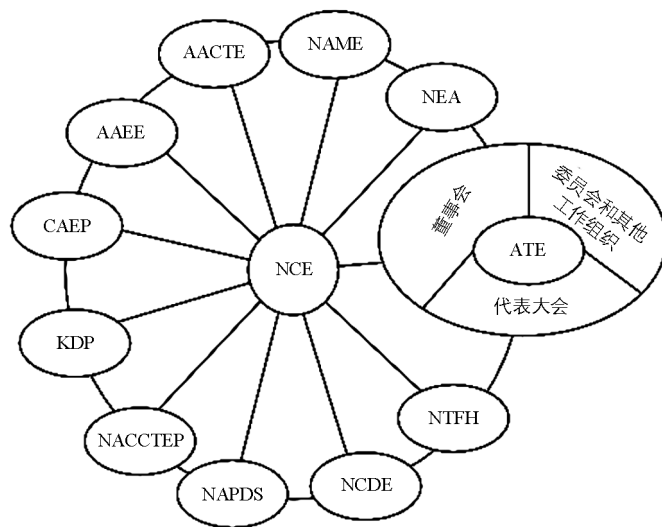 NAME
AACTE
NEA
AAEE
董事会
委员会和其他
工作组织
CAEP
ATE
NCE
代表大会
KDP
NTFH
NACCTEP
NCDE
NAPDS